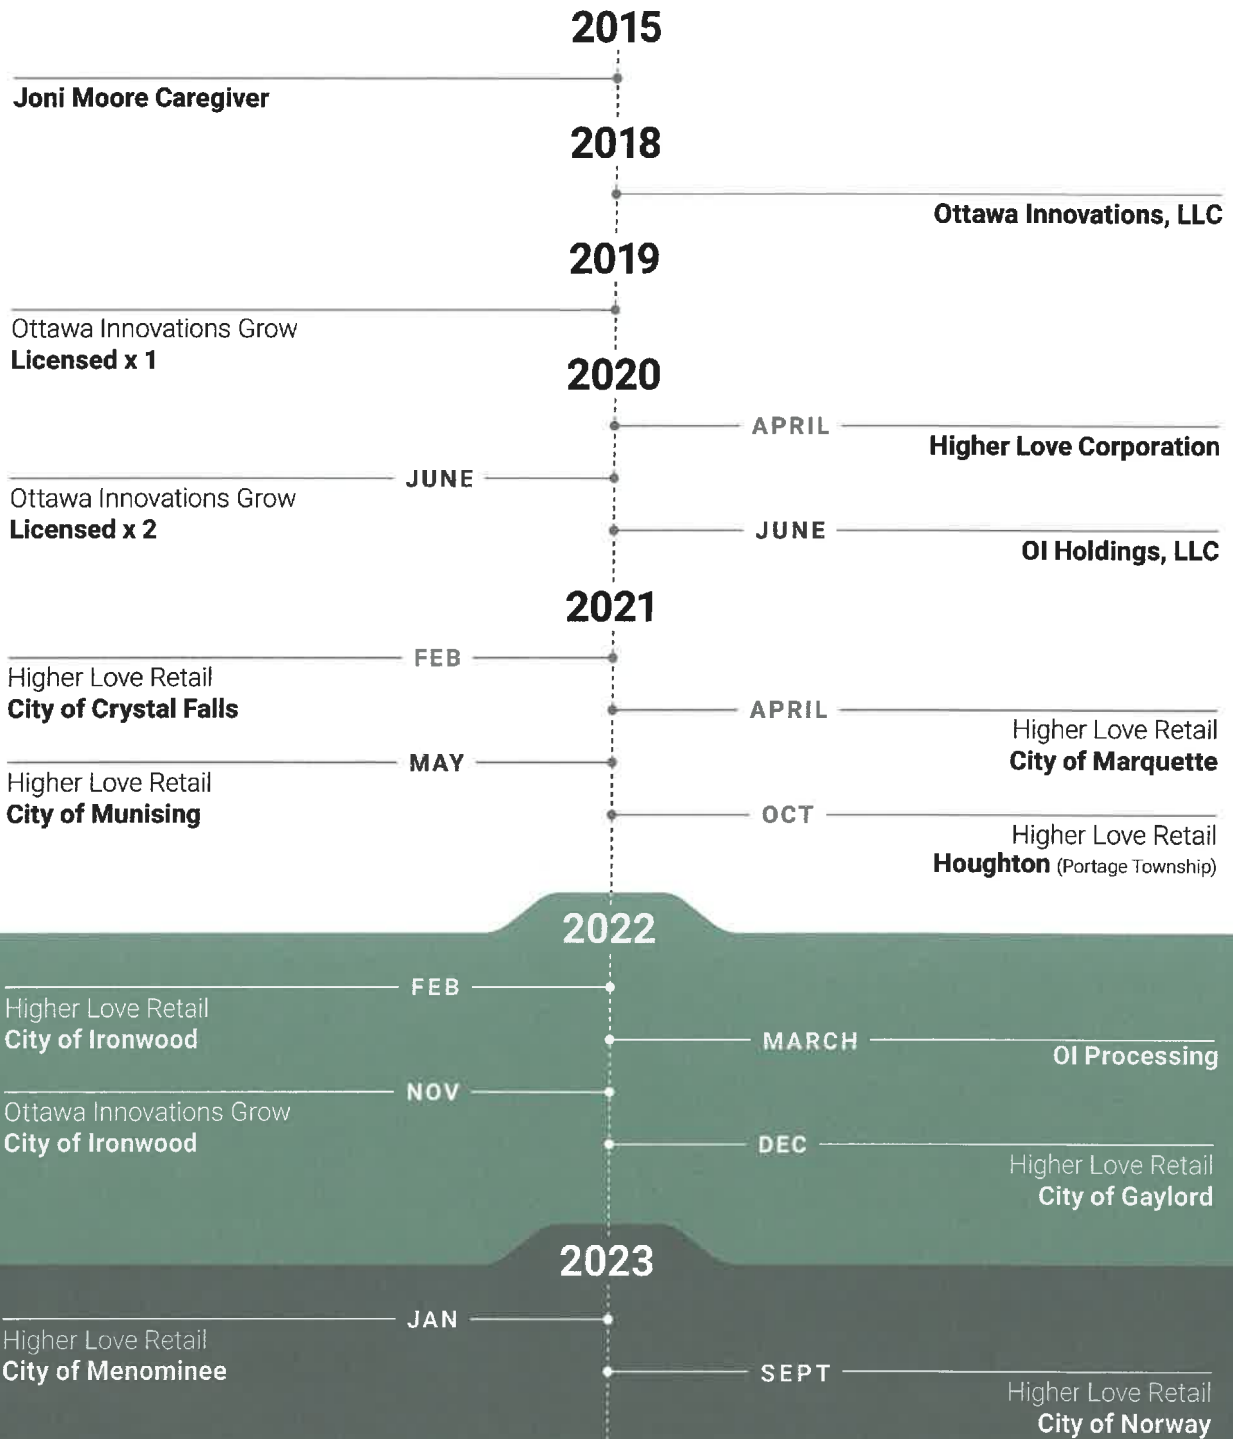 2015
Joni Moore Caregiver
2018
Ottawa Innovations, LLC
2019
Ottawa Innovations Grow
Licensed x 1
2020
APRIL
Higher Love Corporation
JUNE
Ottawa Innovations Grow
Licensed x 2
JUNE
OI Holdings, LLC
2021
FEB
Higher Love Retail
City of Crystal Falls
APRIL
Higher Love Retail
City of Marquette
MAY
Higher Love Retail
City of Munising
OCT
Higher Love Retail
Houghton (Portage Township)
2022
FEB
Higher Love Retail
City of Ironwood
MARCH
OI Processing
NOV
Ottawa Innovations Grow
City of Ironwood
DEC
Higher Love Retail
City of Gaylord
2023
JAN
Higher Love Retail
City of Menominee
SEPT
Higher Love Retail
City of Norway